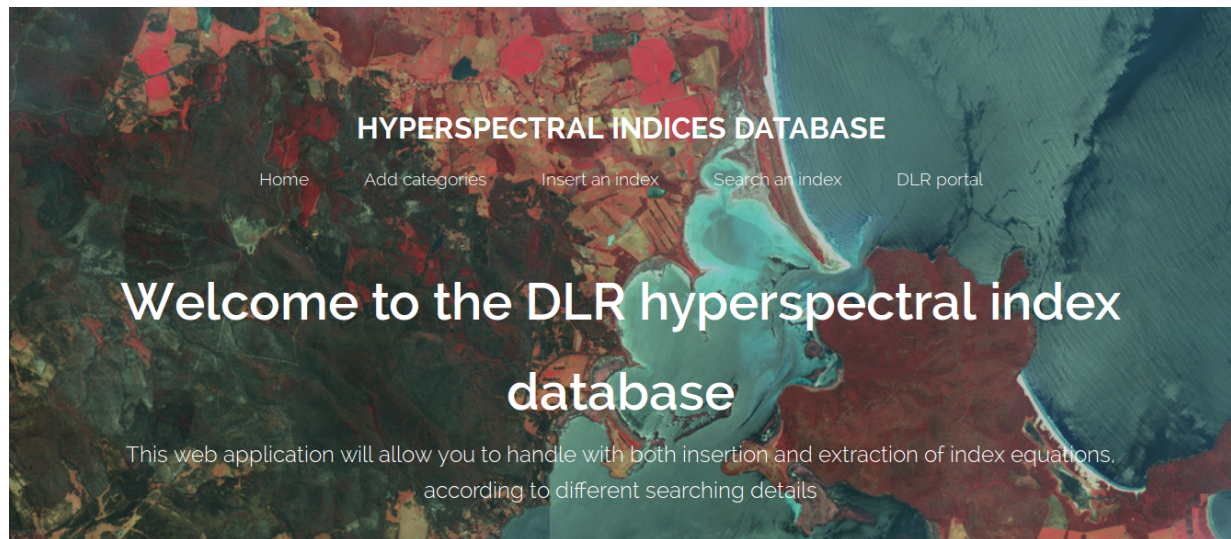 HYPERSPECTRAL INDICES DATABASE
Home Add categories Insert an index Search an index DLR portal
Welcome to the DLR hyperspectral index
database
This web application will allow you to handle with both insertion and extraction of index equations,
according to different searching details